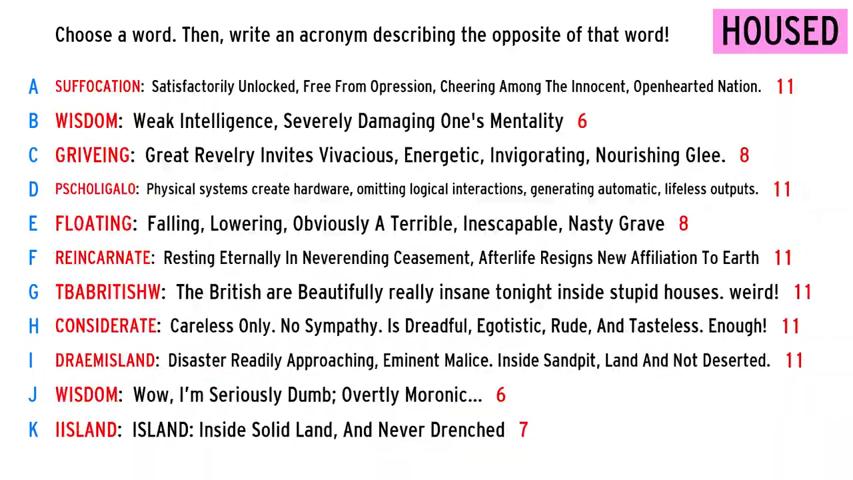 Choose a word. Then, write an acronym describing the opposite of that word!
HOUSED
A SUFFOCATION: Satisfactorily Unlocked, Free From Opression, Cheering Among The Innocent, Openhearted Nation. 11
B WISDOM: Weak Intelligence, Severely Damaging One's Mentality 6
C GRIVEING: Great Revelry Invites Vivacious, Energetic, Invigorating, Nourishing Glee. 8
D PSCHOLIGALO: Physical systems create hardware, omitting logical interactions, generating automatic, lifeless outputs. 11
E FLOATING: Falling, Lowering, Obviously A Terrible, Inescapable, Nasty Grave 8
F REINCARNATE: Resting Eternally In Neverending Ceasement, Afterlife Resigns New Affiliation To Earth 11
G TBABRITISHW: The British are Beautifully really insane tonight inside stupid houses. weird! 11
H CONSIDERATE: Careless Only. No Sympathy. Is Dreadful, Egotistic, Rude, And Tasteless. Enough! 11
I DRAEMISLAND: Disaster Readily Approaching, Eminent Malice. Inside Sandpit, Land And Not Deserted. 11
J WISDOM: Wow, I'm Seriously Dumb; Overtly Moronic... 6
K IISLAND: ISLAND: Inside Solid Land, And Never Drenched 7